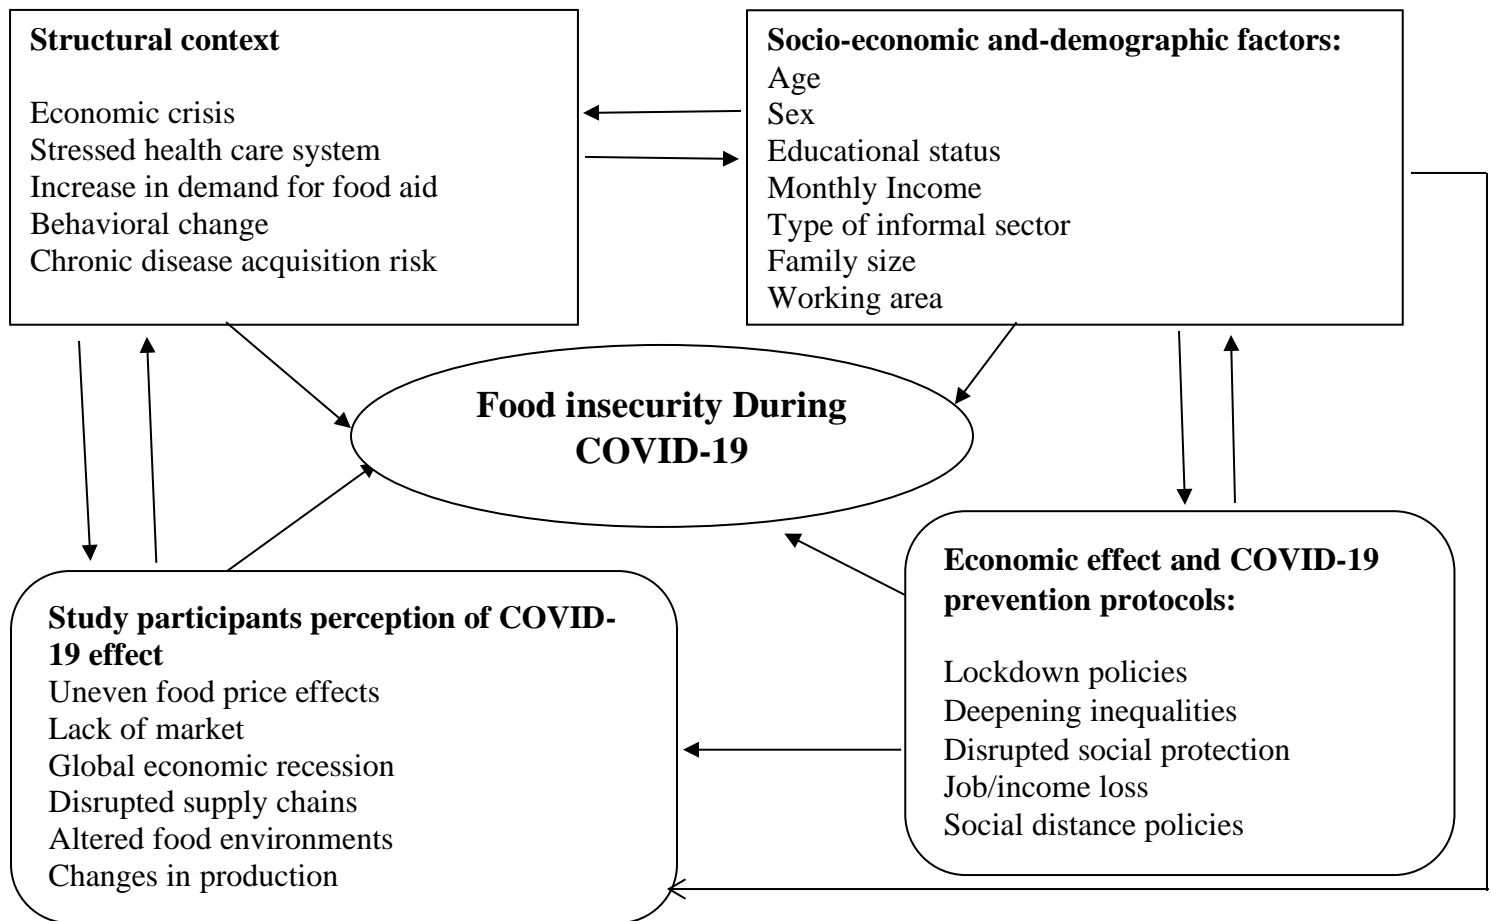 Structural context
Economic crisis
Stressed health care system
Increase in demand for food aid
Behavioral change
Chronic disease acquisition risk
Socio-economic and-demographic factors:
Age
Sex
Educational status
Monthly Income
Type of informal sector
Family size
Working area
Food insecurity During
COVID-19
Study participants perception of COVID-
19 effect
Uneven food price effects
Lack of market
Global economic recession
Disrupted supply chains
Altered food environments
Changes in production
Economic effect and COVID-19
prevention protocols:
Lockdown policies
Deepening inequalities
Disrupted social protection
Job/income loss
Social distance policies